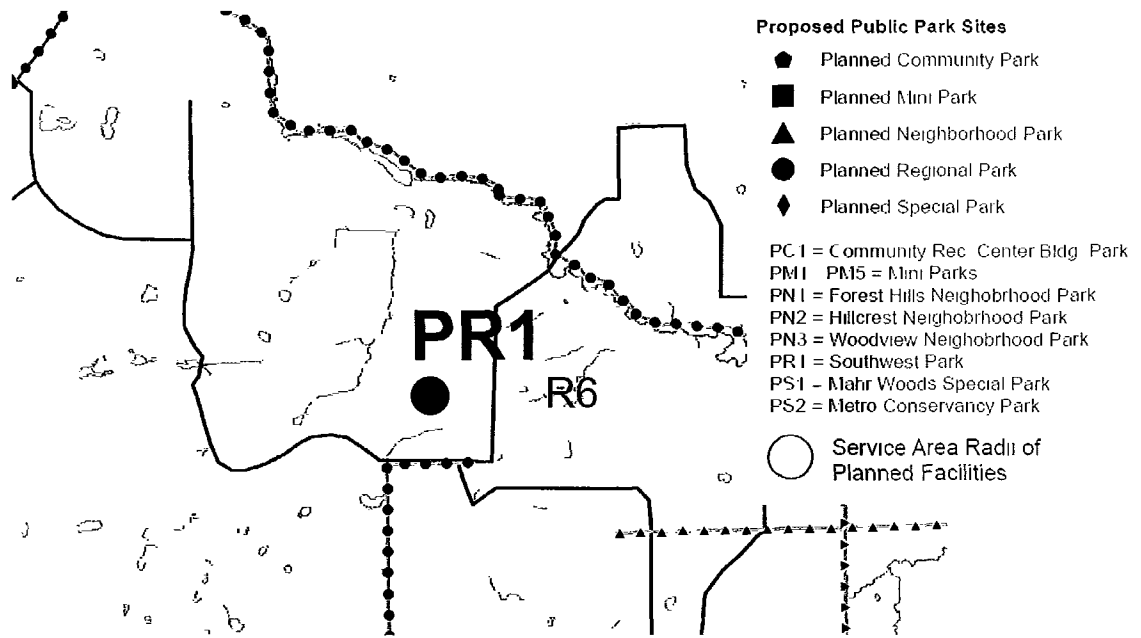 Proposed Public Park Sites
Planned Community Park
Planned Mini Park
Planned Neighborhood Park
Planned Regional Park
Planned Special Park
PC1 = Community Rec Center Bldg Park
PM1 PM5 = Mini Parks
PN1 = Forest Hills Neighobrhood Park
PN2 = Hillcrest Neighobrhood Park
PN3 = Woodview Neighobrhood Park
PR1 = Southwest Park
PS1 – Mahr Woods Special Park
PS2 = Metro Conservancy Park
Service Area Radii of
Planned Facilities
PR1
R6